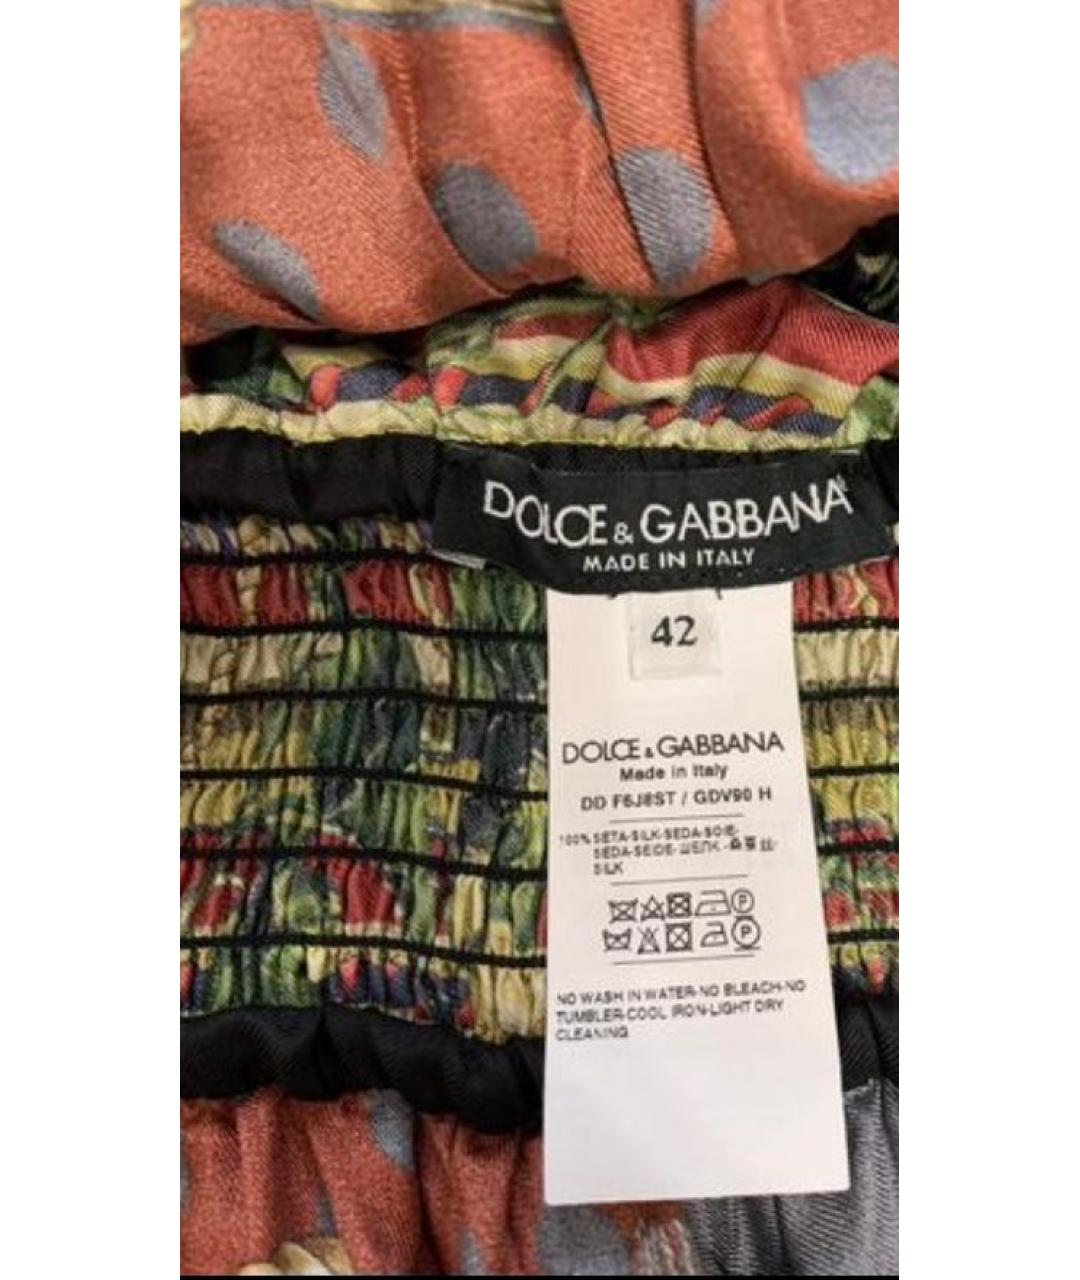 DOLCE & GABBANA
MADE IN ITALY
42
DOLCE & GABBANA
Made in Italy
DD F6J8ST / GDV90 H
100% SETA-SILK-SEDA-SOIE-
SEDA-SEIDE-ШЕЛК-
SILK
P
P
NO WASH IN WATER-NO BLEACH-NO
TUMBLER-COOL IRON-LIGHT DRY
CLEANING